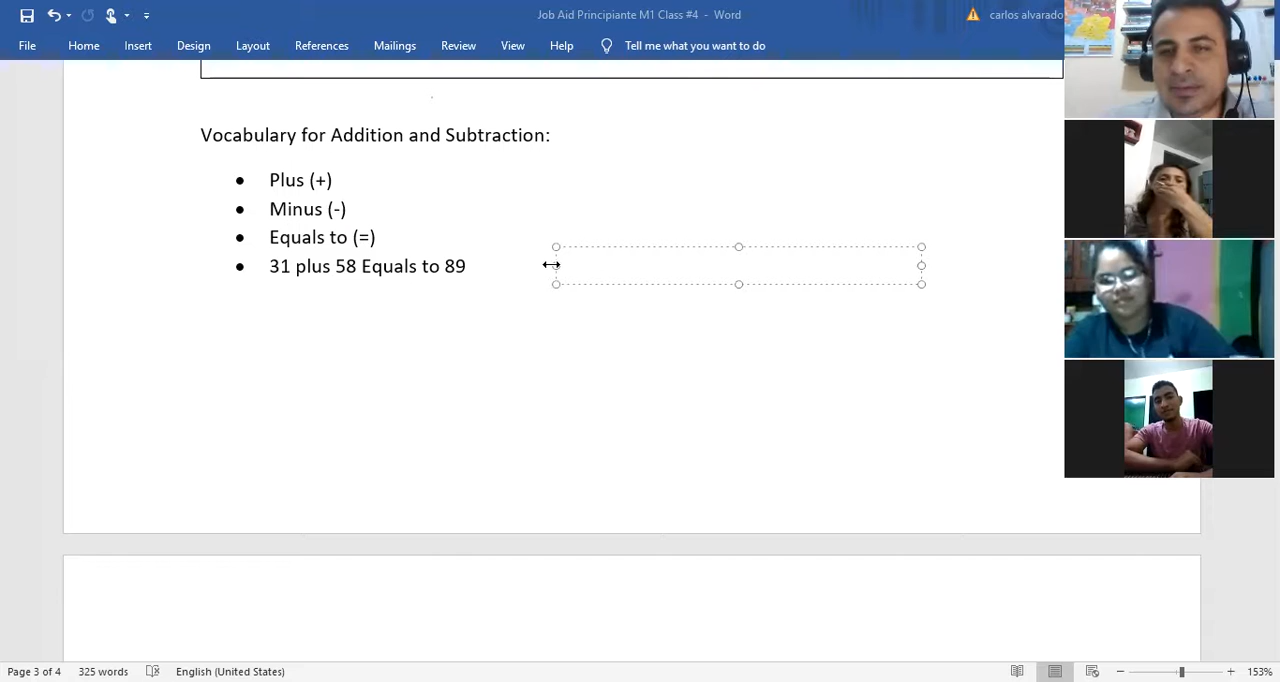 Job Aid Principiante M1 Class #4 - Word
carlos alvarado
File Home Insert Design Layout References Mailings Review View Help Tell me what you want to do
Vocabulary for Addition and Subtraction:
• Plus (+)
• Minus (-)
• Equals to (=)
• 31 plus 58 Equals to 89
Page 3 of 4 325 words English (United States) 153%